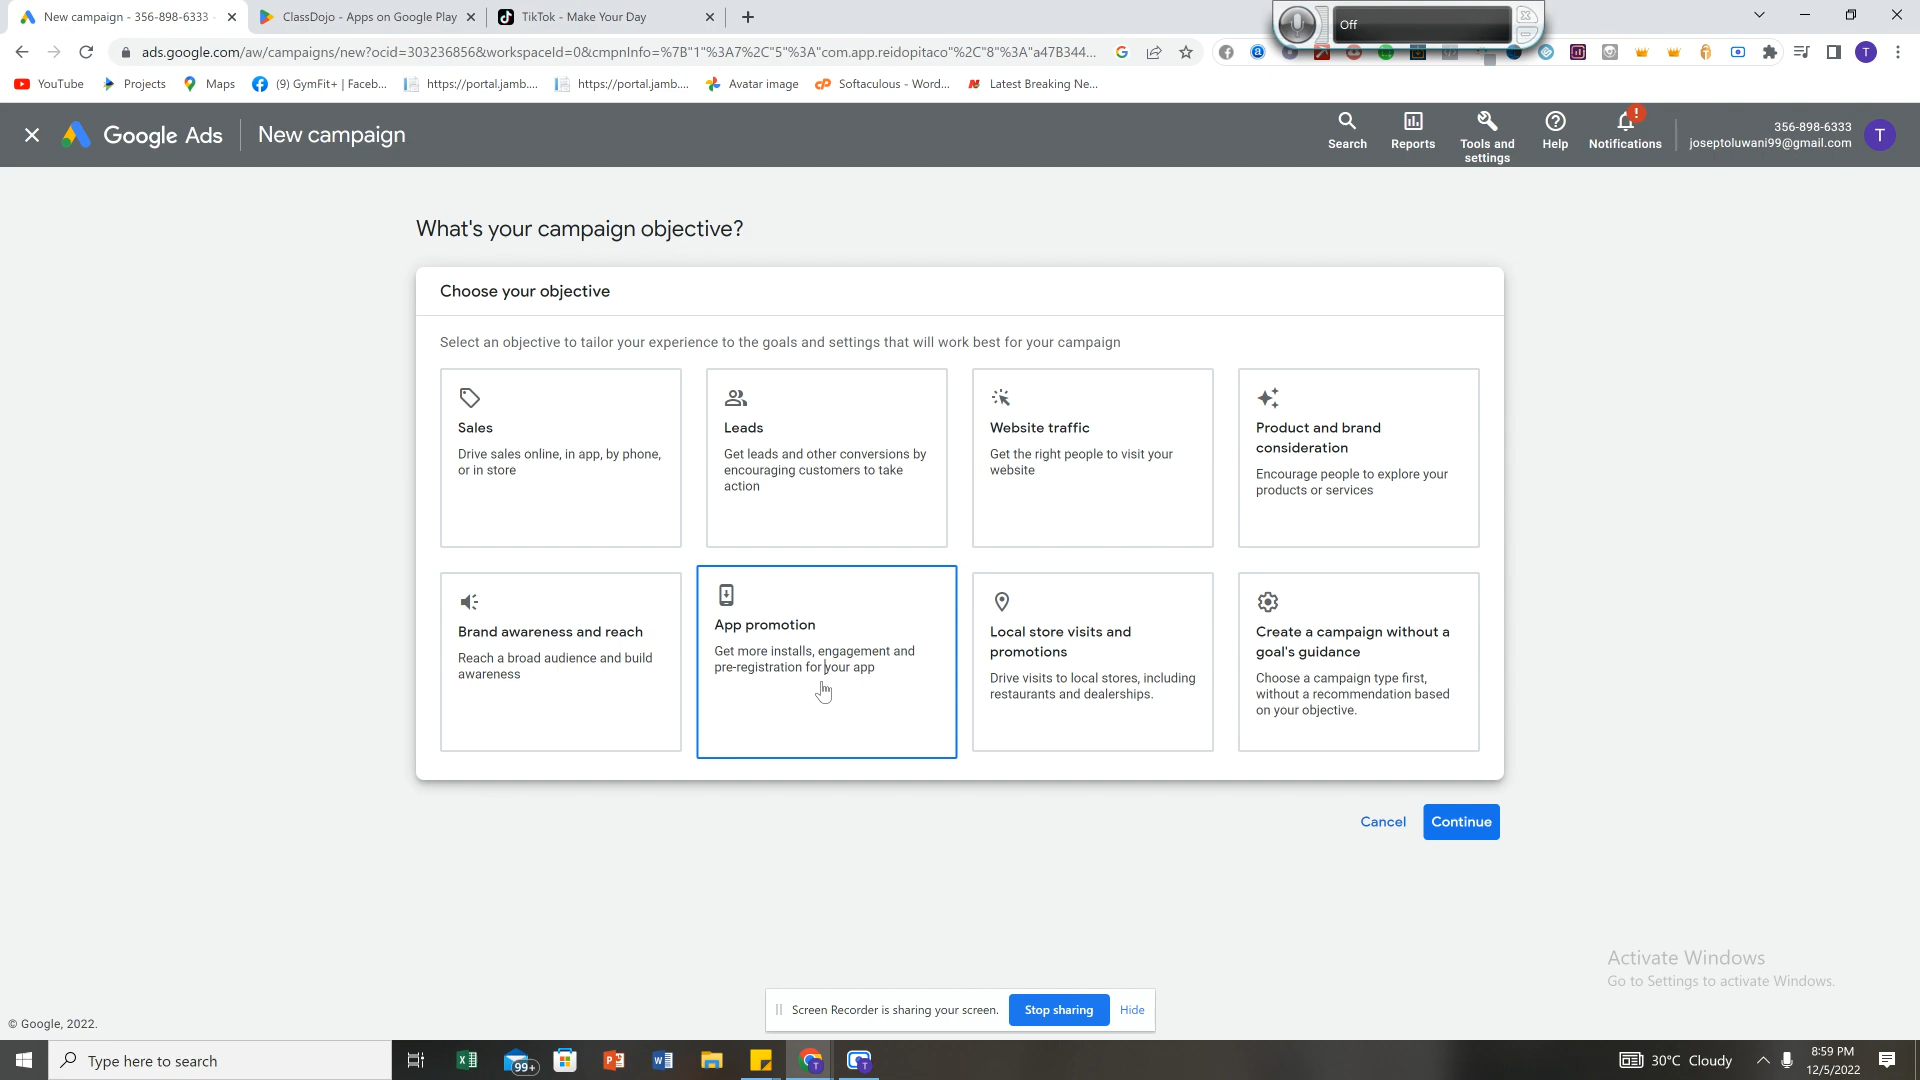 New campaign - 356-898-6333
ClassDojo - Apps on Google Play
TikTok - Make Your Day
Off
ads.google.com/aw/campaigns/new?ocid=303236856&workspaceId=0&cmpnInfo=%7B"1"%3A7%2C"5"%3A"com.app.reidopitaco"%2C"8"%3A"a47B344...
YouTube
Projects
Maps
(9) GymFit+ | Faceb...
https://portal.jamb....
https://portal.jamb....
Avatar image
Softaculous - Word...
Latest Breaking Ne...
Google Ads
New campaign
Search
Reports
Tools and
settings
Help
Notifications
356-898-6333
joseptoluwani99@gmail.com
T
What's your campaign objective?
Choose your objective
Select an objective to tailor your experience to the goals and settings that will work best for your campaign
Sales
Drive sales online, in app, by phone,
or in store
Leads
Get leads and other conversions by
encouraging customers to take
action
Website traffic
Get the right people to visit your
website
Product and brand
consideration
Encourage people to explore your
products or services
Brand awareness and reach
Reach a broad audience and build
awareness
App promotion
Get more installs, engagement and
pre-registration for your app
Local store visits and
promotions
Drive visits to local stores, including
restaurants and dealerships.
Create a campaign without a
goal's guidance
Choose a campaign type first,
without a recommendation based
on your objective.
Cancel
Continue
Activate Windows
Go to Settings to activate Windows.
Screen Recorder is sharing your screen.
Stop sharing
Hide
© Google, 2022.
Type here to search
99+
30°C Cloudy
8:59 PM
12/5/2022